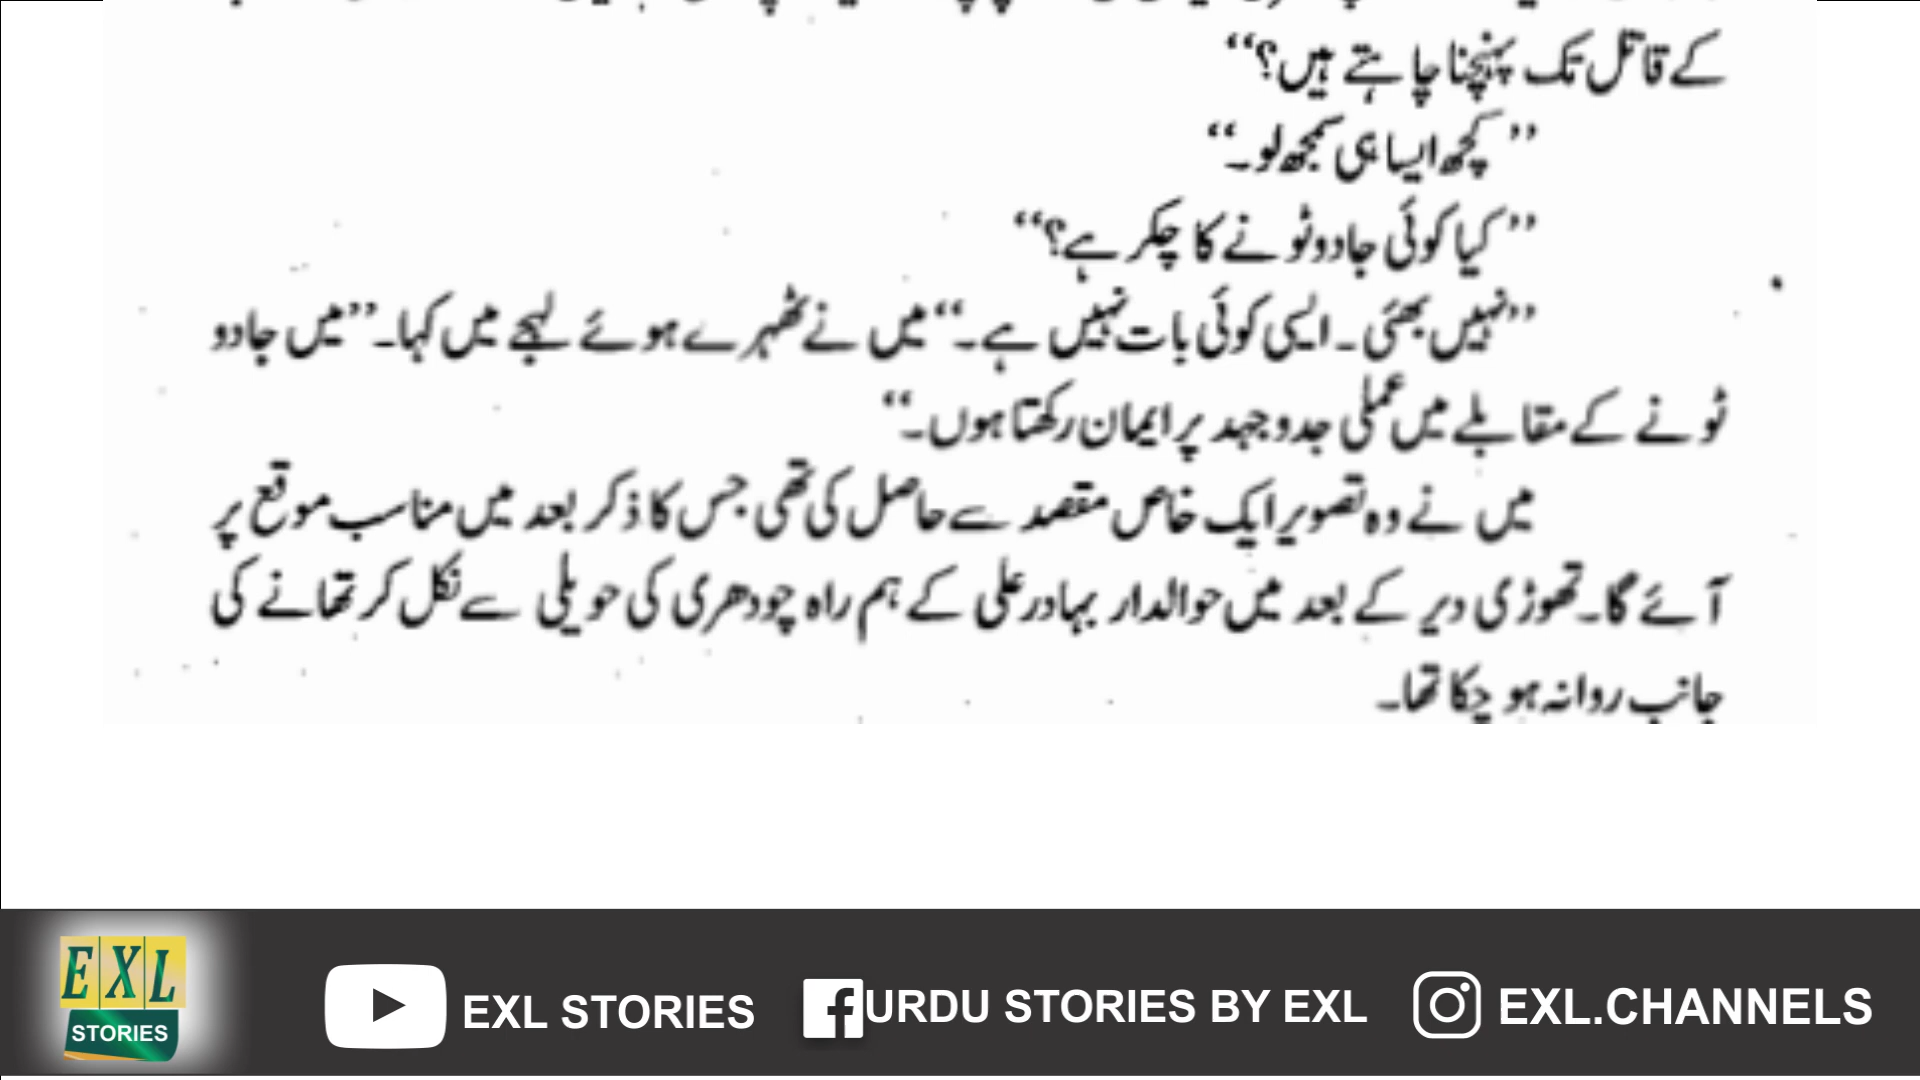 کے قاتل تک پہنچنا چاہتے ہیں؟‘‘
’’کچھ ایسا ہی سمجھ لو۔‘‘
’’کیا کوئی جادو ٹونے کا چکر ہے؟‘‘
’’نہیں بھئی۔ ایسی کوئی بات نہیں ہے۔‘‘ میں نے ٹھہرے ہوئے لہجے میں کہا۔ ’’میں جادو
ٹونے کے مقابلے میں عملی جدوجہد پر ایمان رکھتا ہوں۔‘‘
میں نے وہ تصویر ایک خاص مقصد سے حاصل کی تھی جس کا ذکر بعد میں مناسب موقع پر
آئے گا۔ تھوڑی دیر کے بعد میں حوالدار بہادر علی کے ہم راہ چودھری کی حویلی سے نکل کر تھانے کی
جانب روانہ ہو چکا تھا۔
EXL
STORIES
EXL STORIES
URDU STORIES BY EXL
EXL.CHANNELS